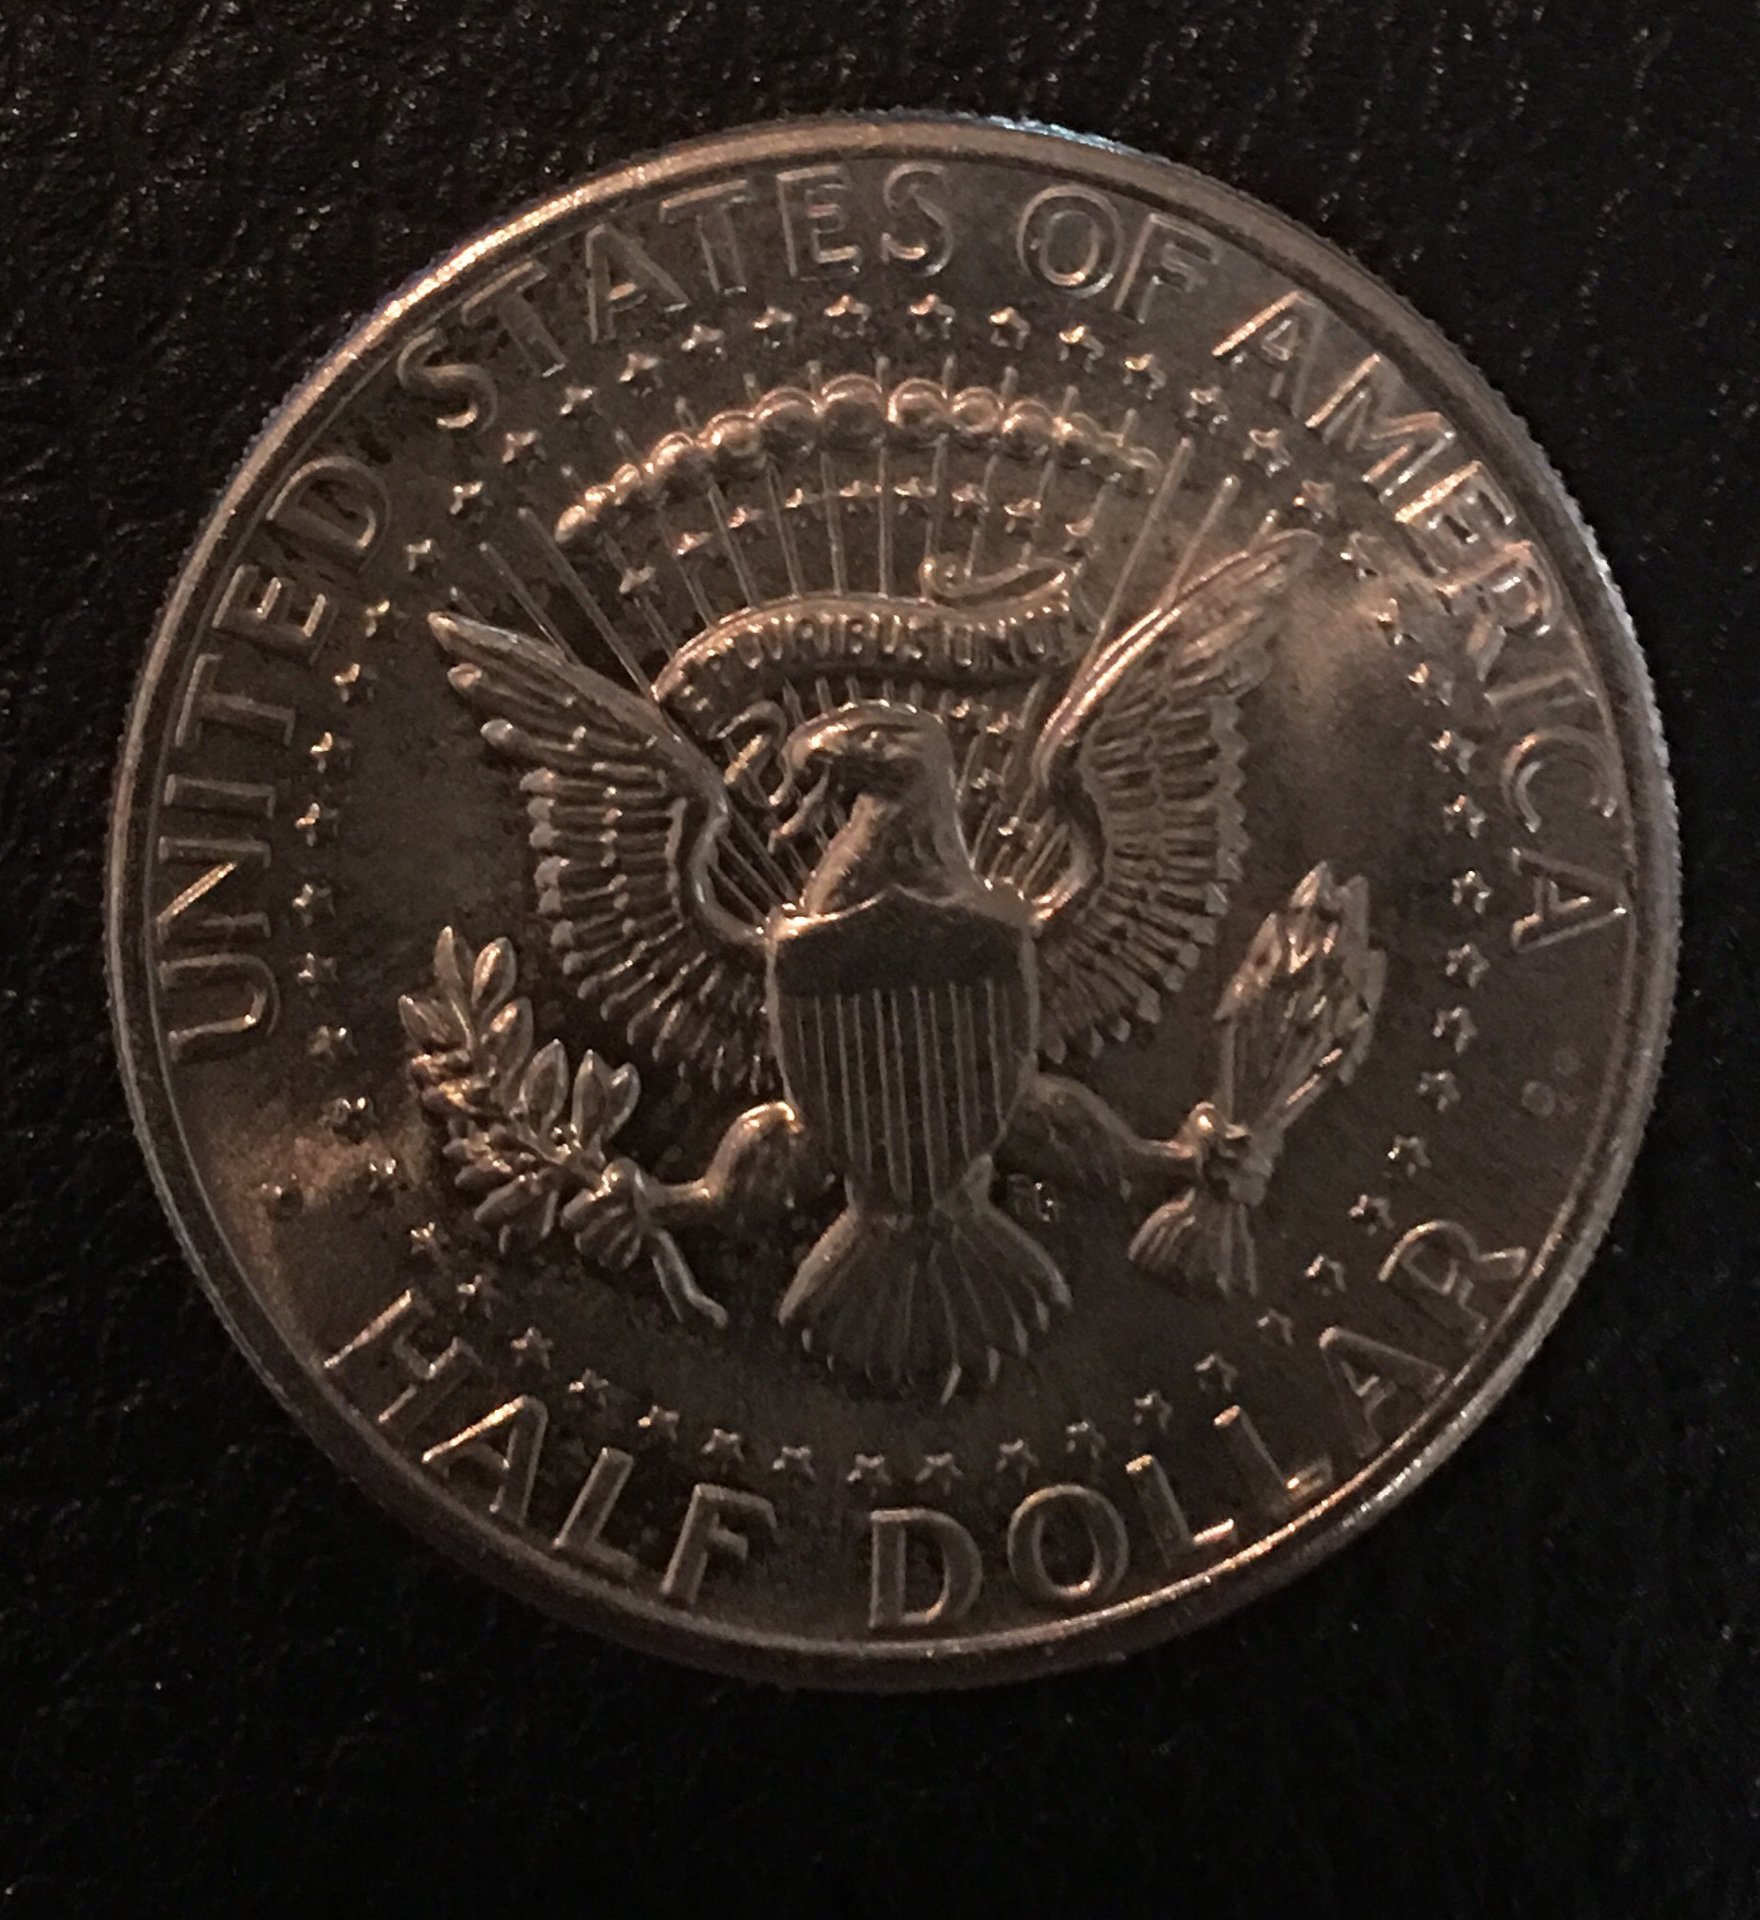 UNITED STATES OF AMERICA
E PLURIBUS UNUM
HALF DOLLAR